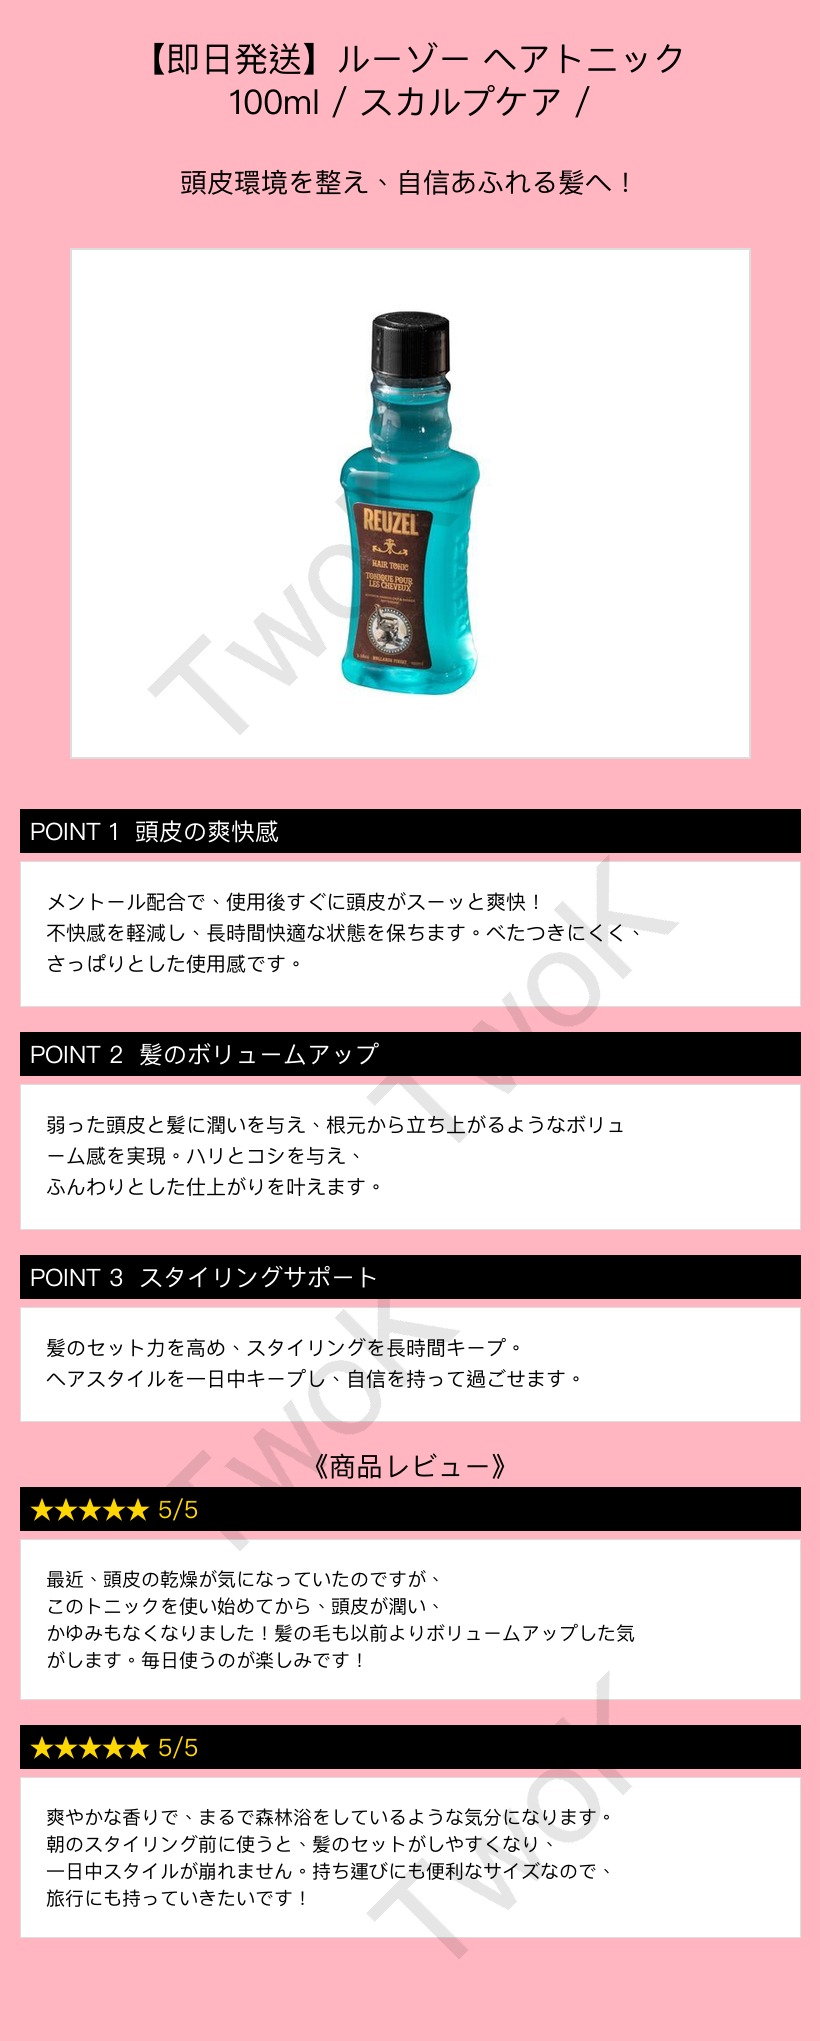 【即日発送】ルーゾー ヘアトニック
100ml / スカルプケア /
頭皮環境を整え、自信あふれる髪へ！
REUZEL
HAIR TONIC
TONIQUE POUR
LES CHEVEUX
HOLLANDS FINEST
TwoK
POINT 1 頭皮の爽快感
メントール配合で、使用後すぐに頭皮がスーッと爽快！
不快感を軽減し、長時間快適な状態を保ちます。べたつきにくく、
さっぱりとした使用感です。
TwoK
POINT 2 髪のボリュームアップ
弱った頭皮と髪に潤いを与え、根元から立ち上がるようなボリュ
ーム感を実現。ハリとコシを与え、
ふんわりとした仕上がりを叶えます。
POINT 3 スタイリングサポート
髪のセット力を高め、スタイリングを長時間キープ。
ヘアスタイルを一日中キープし、自信を持って過ごせます。
TwoK
《商品レビュー》
★★★★★ 5/5
最近、頭皮の乾燥が気になっていたのですが、
このトニックを使い始めてから、頭皮が潤い、
かゆみもなくなりました！髪の毛も以前よりボリュームアップした気
がします。毎日使うのが楽しみです！
★★★★★ 5/5
爽やかな香りで、まるで森林浴をしているような気分になります。
朝のスタイリング前に使うと、髪のセットがしやすくなり、
一日中スタイルが崩れません。持ち運びにも便利なサイズなので、
旅行にも持っていきたいです！
TwoK